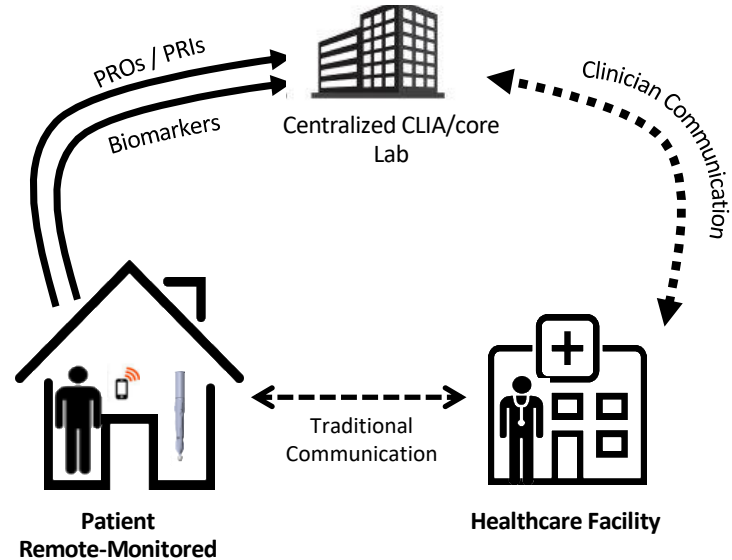 PROs / PRIs
Biomarkers
Centralized CLIA/core
Lab
Clinician Communication
Traditional
Communication
Patient
Remote-Monitored
Healthcare Facility